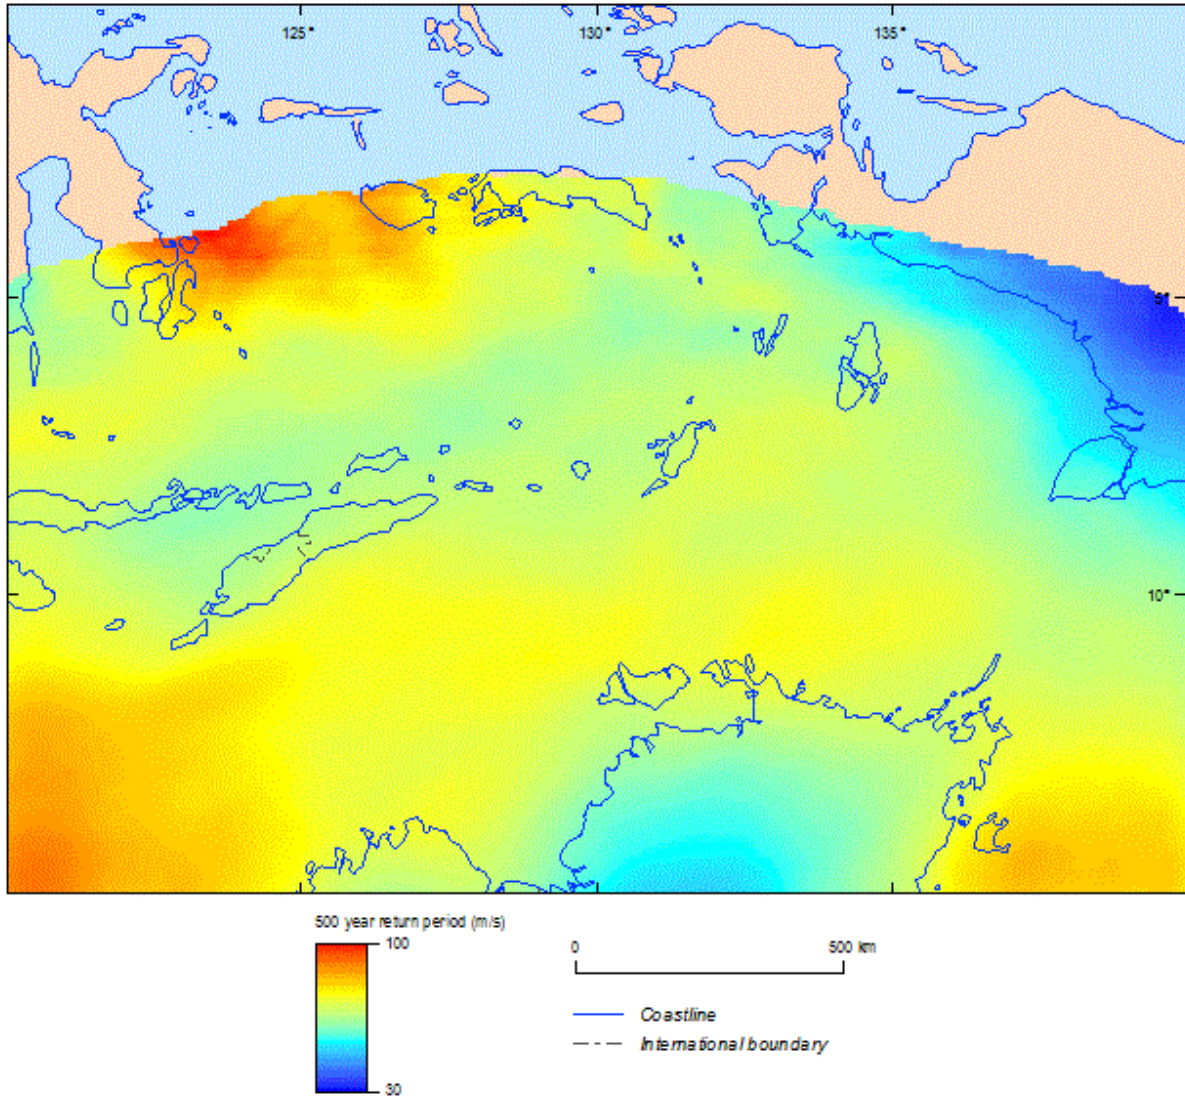 125° 130° 135°
5°
10°
500 year return period (m/s)
100
30
0 500 km
Coastline
International boundary